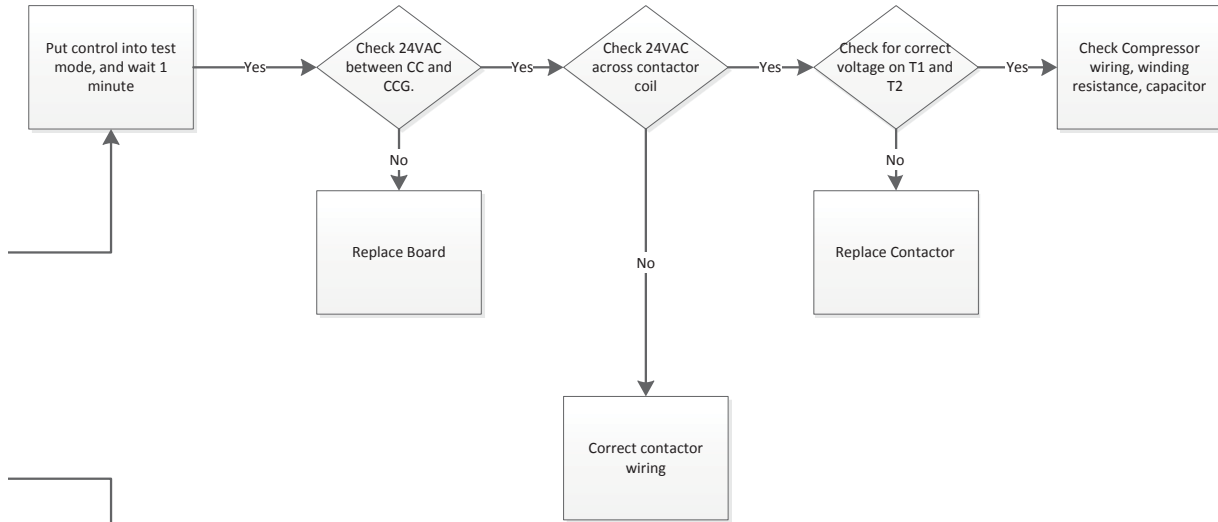 Put control into test
mode, and wait 1
minute
Yes
Check 24VAC
between CC and
CCG.
Yes
Check 24VAC
across contactor
coil
Yes
Check for correct
voltage on T1 and
T2
Yes
Check Compressor
wiring, winding
resistance, capacitor
No
No
Replace Board
Replace Contactor
No
Correct contactor
wiring